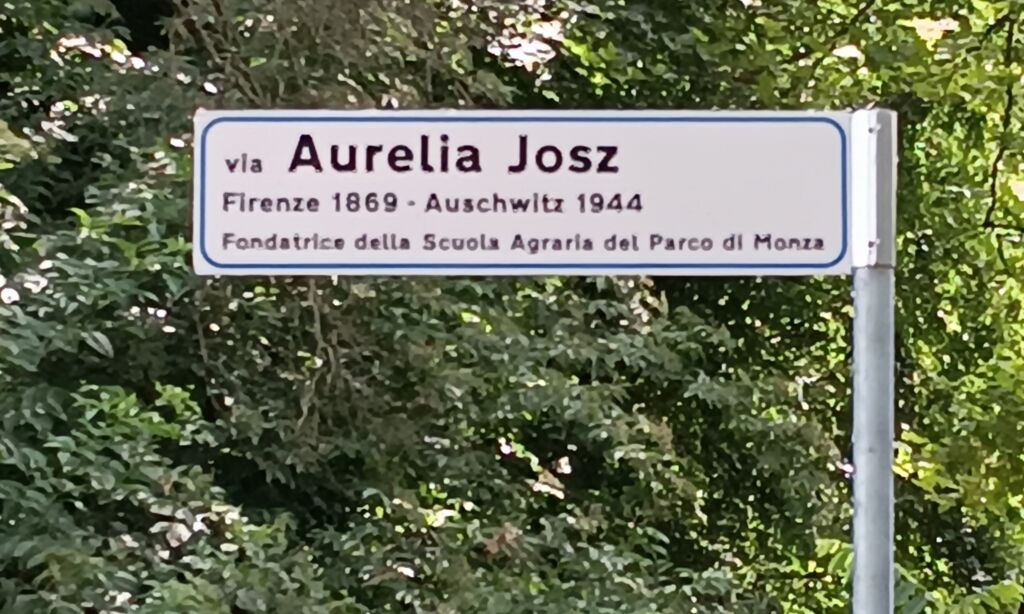 via Aurelia Josz
Firenze 1869 - Auschwitz 1944
Fondatrice della Scuola Agraria del Parco di Monza